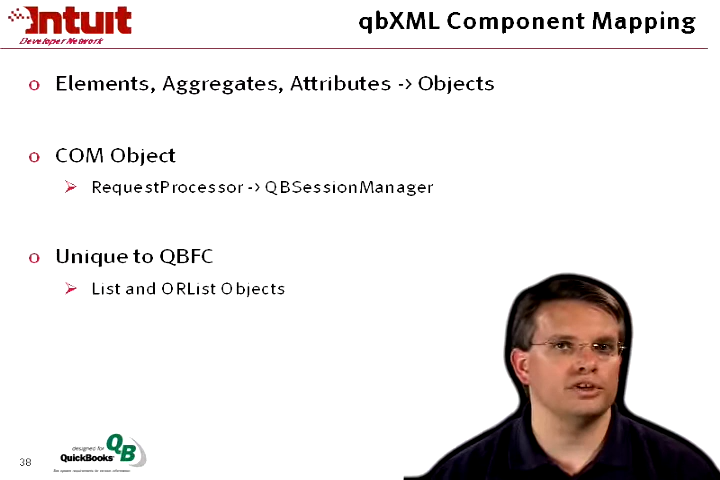 Intuit
Developer Network
qbXML Component Mapping
o Elements, Aggregates, Attributes -> Objects
o COM Object
RequestProcessor -> QBSessionManager
o Unique to QBFC
List and ORList Objects
38
designed for
QuickBooks
QB